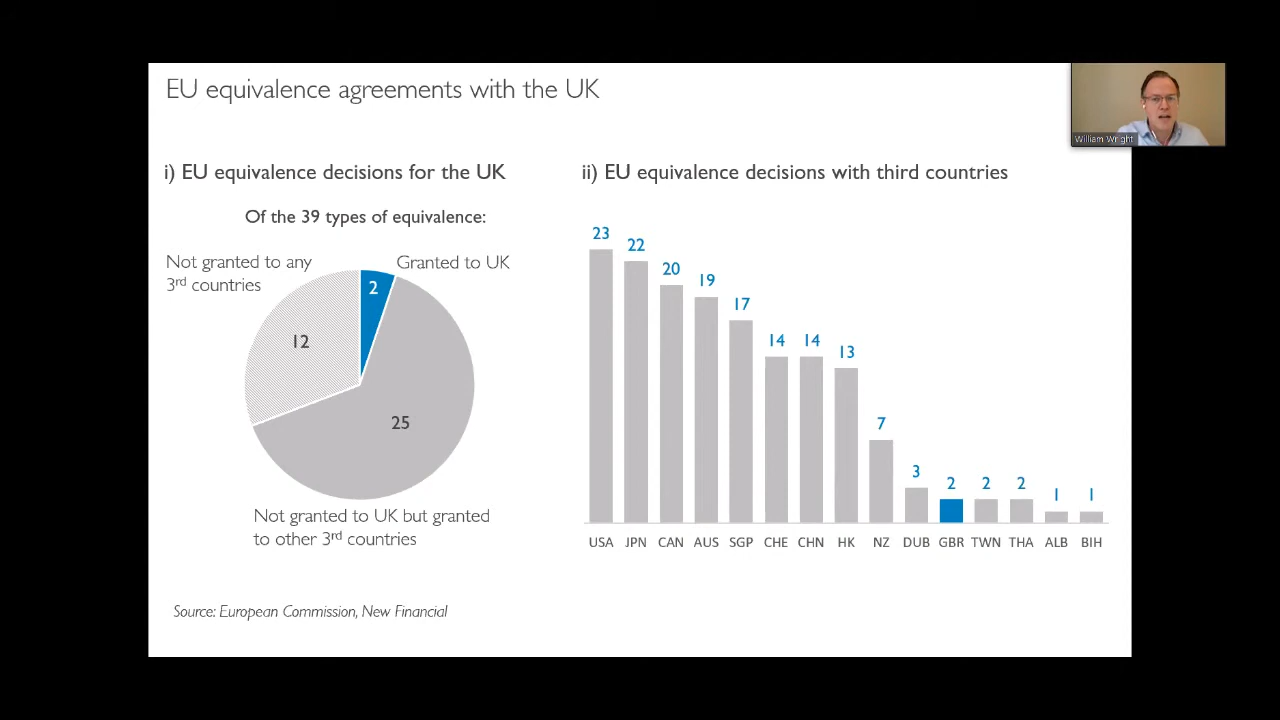 EU equivalence agreements with the UK
William Wright
i) EU equivalence decisions for the UK
Of the 39 types of equivalence:
Not granted to any
3rd countries
Granted to UK
2
12
25
Not granted to UK but granted
to other 3rd countries
ii) EU equivalence decisions with third countries
23
22
20
19
17
14
14
13
7
3
2
2
2
1
1
USA JPN CAN AUS SGP CHE CHN HK NZ DUB GBR TWN THA ALB BIH
Source: European Commission, New Financial